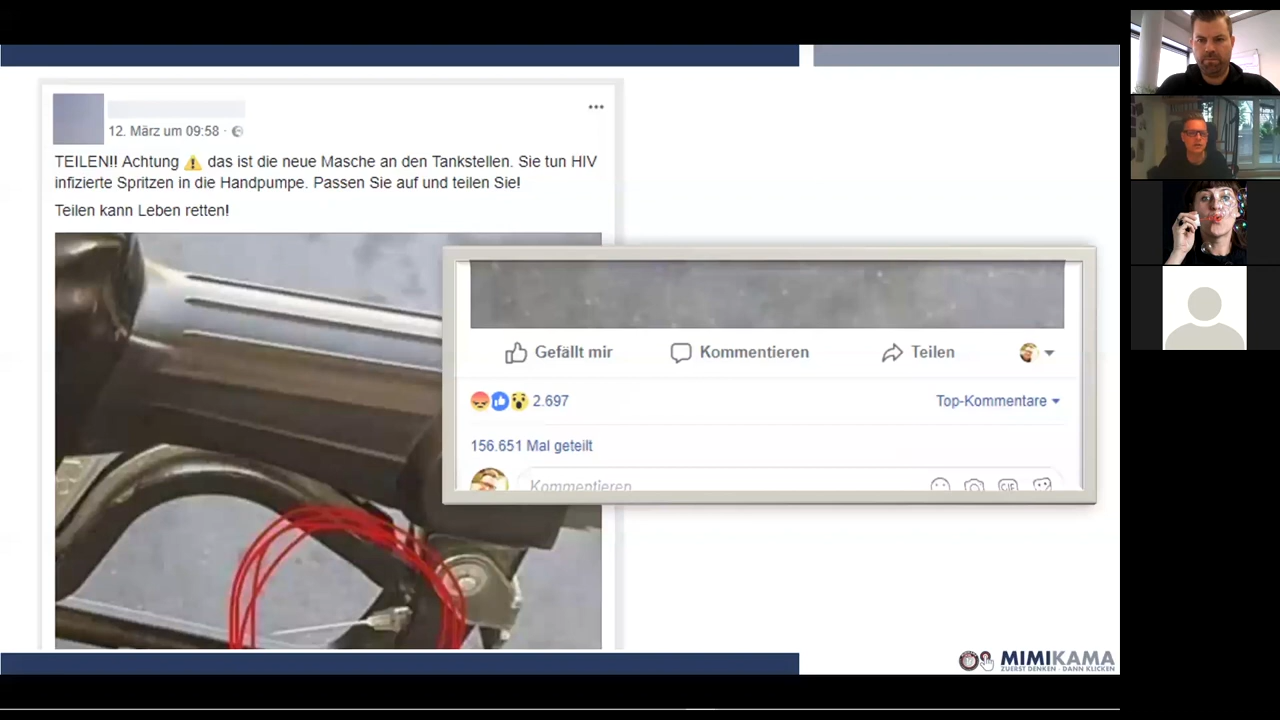 12. März um 09:58 ·
TEILEN!! Achtung ⚠ das ist die neue Masche an den Tankstellen. Sie tun HIV
infizierte Spritzen in die Handpumpe. Passen Sie auf und teilen Sie!
Teilen kann Leben retten!
Gefällt mir
Kommentieren
Teilen
2.697
Top-Kommentare
156.651 Mal geteilt
Kommentieren
GIF
MIMIKAMA
ZUERST DENKEN - DANN KLICKEN